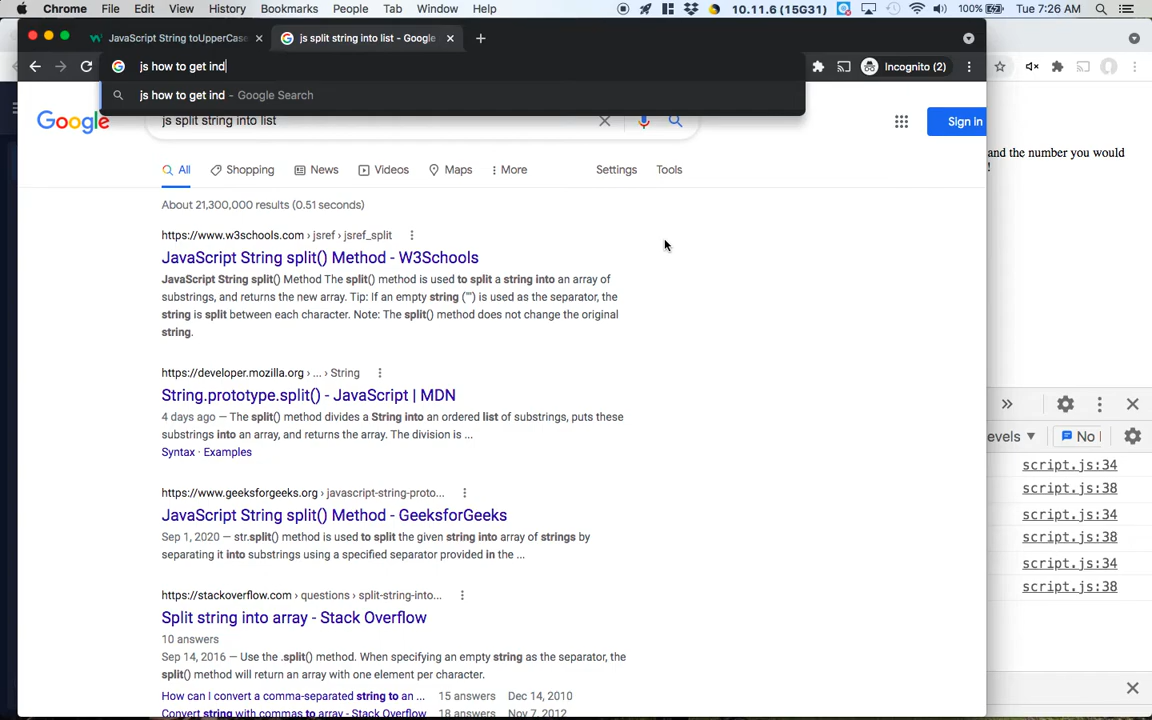 Chrome File Edit View History Bookmarks People Tab Window Help 10.11.6 (15G31) 100% Tue 7:26 AM
JavaScript String toUpperCase js split string into list - Google
js how to get ind Incognito (2)
js how to get ind - Google Search
Google js split string into list Sign in
All Shopping News Videos Maps More Settings Tools
About 21,300,000 results (0.51 seconds)
https://www.w3schools.com › jsref › jsref_split
JavaScript String split() Method - W3Schools
JavaScript String split() Method The split() method is used to split a string into an array of
substrings, and returns the new array. Tip: If an empty string ("") is used as the separator, the
string is split between each character. Note: The split() method does not change the original
string.
https://developer.mozilla.org › ... › String
String.prototype.split() - JavaScript | MDN
4 days ago — The split() method divides a String into an ordered list of substrings, puts these
substrings into an array, and returns the array. The division is ...
Syntax · Examples
https://www.geeksforgeeks.org › javascript-string-proto...
JavaScript String split() Method - GeeksforGeeks
Sep 1, 2020 — str.split() method is used to split the given string into array of strings by
separating it into substrings using a specified separator provided in the ...
https://stackoverflow.com › questions › split-string-into...
Split string into array - Stack Overflow
10 answers
Sep 14, 2016 — Use the .split() method. When specifying an empty string as the separator, the
split() method will return an array with one element per character.
How can I convert a comma-separated string to an ... 15 answers Dec 14, 2010
Convert string with commas to array - Stack Overflow 18 answers Nov 7, 2012
and the number you would
!
evels ▼ No I
script.js:34
script.js:38
script.js:34
script.js:38
script.js:34
script.js:38